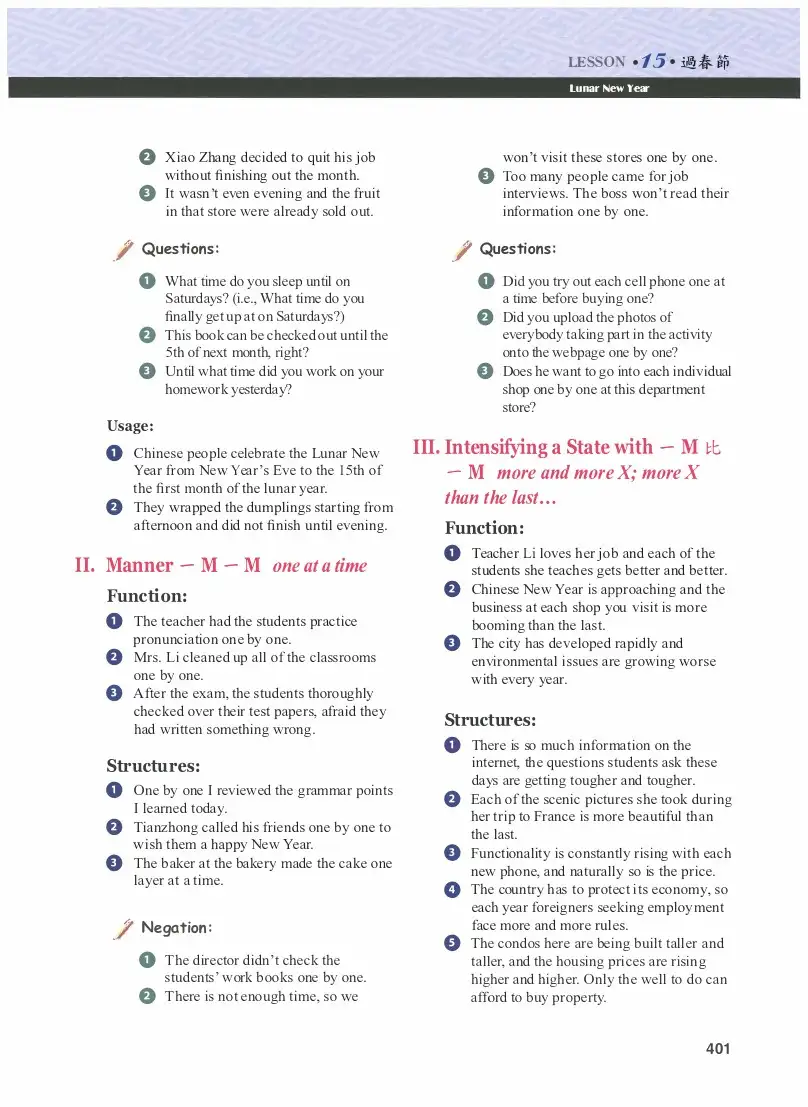 LESSON •15• 過春節
Lunar New Year
2 Xiao Zhang decided to quit his job
without finishing out the month.
3 It wasn't even evening and the fruit
in that store were already sold out.
Questions:
1 What time do you sleep until on
Saturdays? (i.e., What time do you
finally get up at on Saturdays?)
2 This book can be checked out until the
5th of next month, right?
3 Until what time did you work on your
homework yesterday?
Usage:
1 Chinese people celebrate the Lunar New
Year from New Year's Eve to the 15th of
the first month of the lunar year.
2 They wrapped the dumplings starting from
afternoon and did not finish until evening.
II. Manner 一 M 一 M one at a time
Function:
1 The teacher had the students practice
pronunciation one by one.
2 Mrs. Li cleaned up all of the classrooms
one by one.
3 After the exam, the students thoroughly
checked over their test papers, afraid they
had written something wrong.
Structures:
1 One by one I reviewed the grammar points
I learned today.
2 Tianzhong called his friends one by one to
wish them a happy New Year.
3 The baker at the bakery made the cake one
layer at a time.
Negation:
1 The director didn't check the
students' work books one by one.
2 There is not enough time, so we
won't visit these stores one by one.
3 Too many people came for job
interviews. The boss won't read their
information one by one.
Questions:
1 Did you try out each cell phone one at
a time before buying one?
2 Did you upload the photos of
everybody taking part in the activity
onto the webpage one by one?
3 Does he want to go into each individual
shop one by one at this department
store?
III. Intensifying a State with 一 M 比
一 M more and more X; more X
than the last…
Function:
1 Teacher Li loves her job and each of the
students she teaches gets better and better.
2 Chinese New Year is approaching and the
business at each shop you visit is more
booming than the last.
3 The city has developed rapidly and
environmental issues are growing worse
with every year.
Structures:
1 There is so much information on the
internet, the questions students ask these
days are getting tougher and tougher.
2 Each of the scenic pictures she took during
her trip to France is more beautiful than
the last.
3 Functionality is constantly rising with each
new phone, and naturally so is the price.
4 The country has to protect its economy, so
each year foreigners seeking employment
face more and more rules.
5 The condos here are being built taller and
taller, and the housing prices are rising
higher and higher. Only the well to do can
afford to buy property.
401